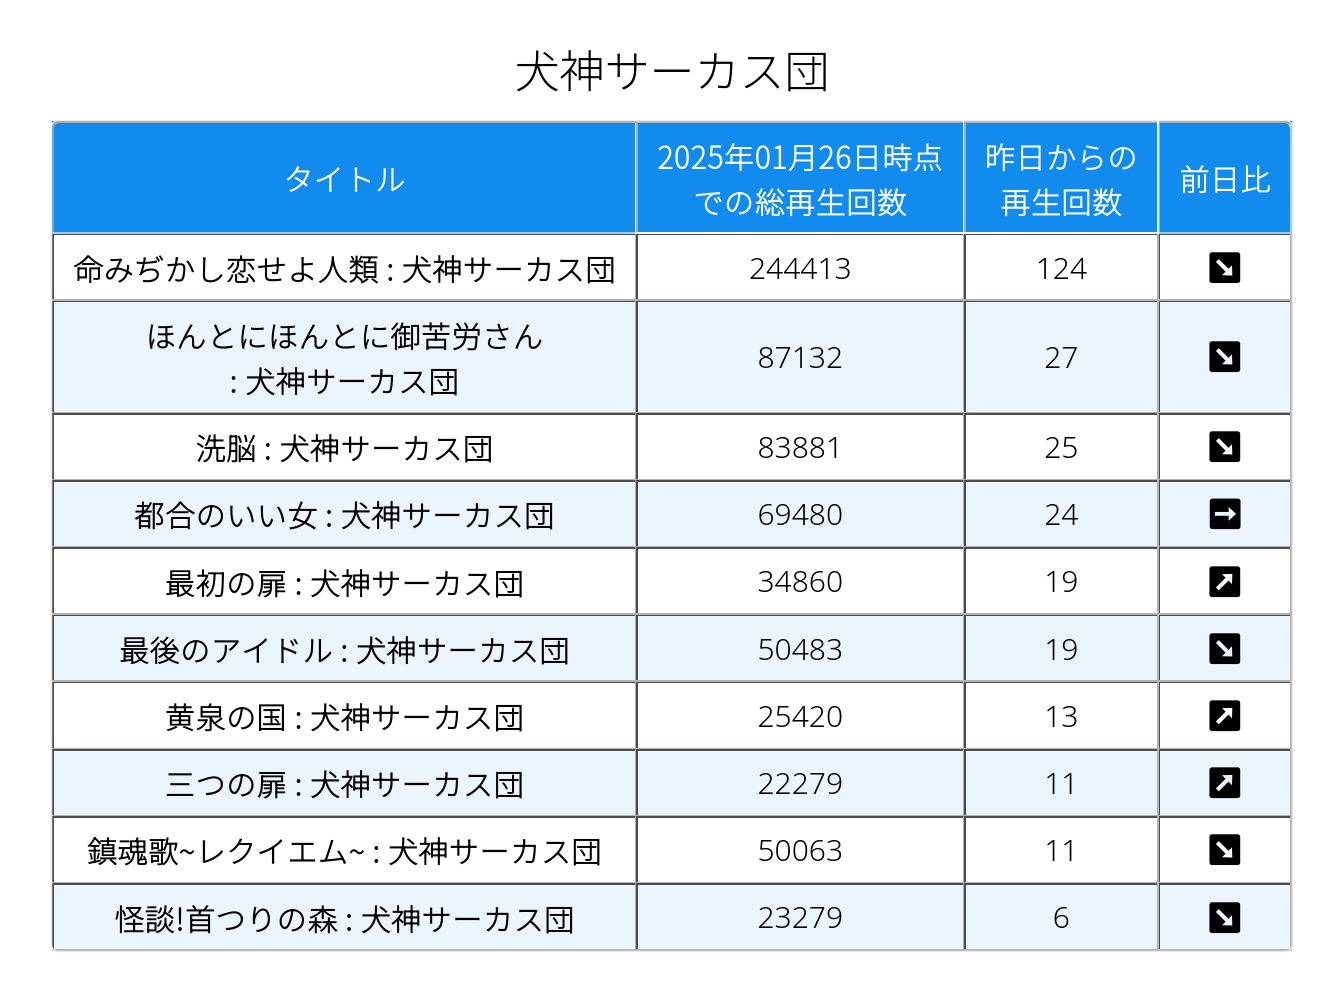 犬神サーカス団
タイトル
2025年01月26日時点
での総再生回数
昨日からの
再生回数
前日比
命みぢかし恋せよ人類 : 犬神サーカス団 244413 124 ↘
ほんとにほんとに御苦労さん
: 犬神サーカス団 87132 27 ↘
洗脳 : 犬神サーカス団 83881 25 ↘
都合のいい女 : 犬神サーカス団 69480 24 →
最初の扉 : 犬神サーカス団 34860 19 ↗
最後のアイドル : 犬神サーカス団 50483 19 ↘
黄泉の国 : 犬神サーカス団 25420 13 ↗
三つの扉 : 犬神サーカス団 22279 11 ↗
鎮魂歌~レクイエム~ : 犬神サーカス団 50063 11 ↘
怪談!首つりの森 : 犬神サーカス団 23279 6 ↘